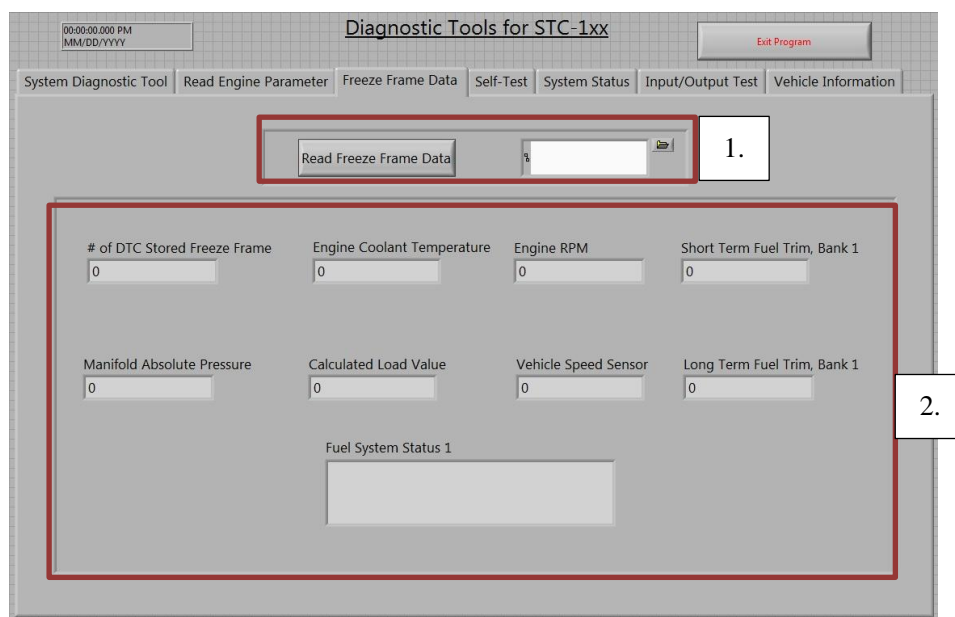 00:00:00.000 PM
MM/DD/YYYY
Diagnostic Tools for STC-1xx
Exit Program
System Diagnostic Tool Read Engine Parameter Freeze Frame Data Self-Test System Status Input/Output Test Vehicle Information
Read Freeze Frame Data
1.
# of DTC Stored Freeze Frame Engine Coolant Temperature Engine RPM Short Term Fuel Trim, Bank 1
0 0 0 0
Manifold Absolute Pressure Calculated Load Value Vehicle Speed Sensor Long Term Fuel Trim, Bank 1
0 0 0 0
2.
Fuel System Status 1